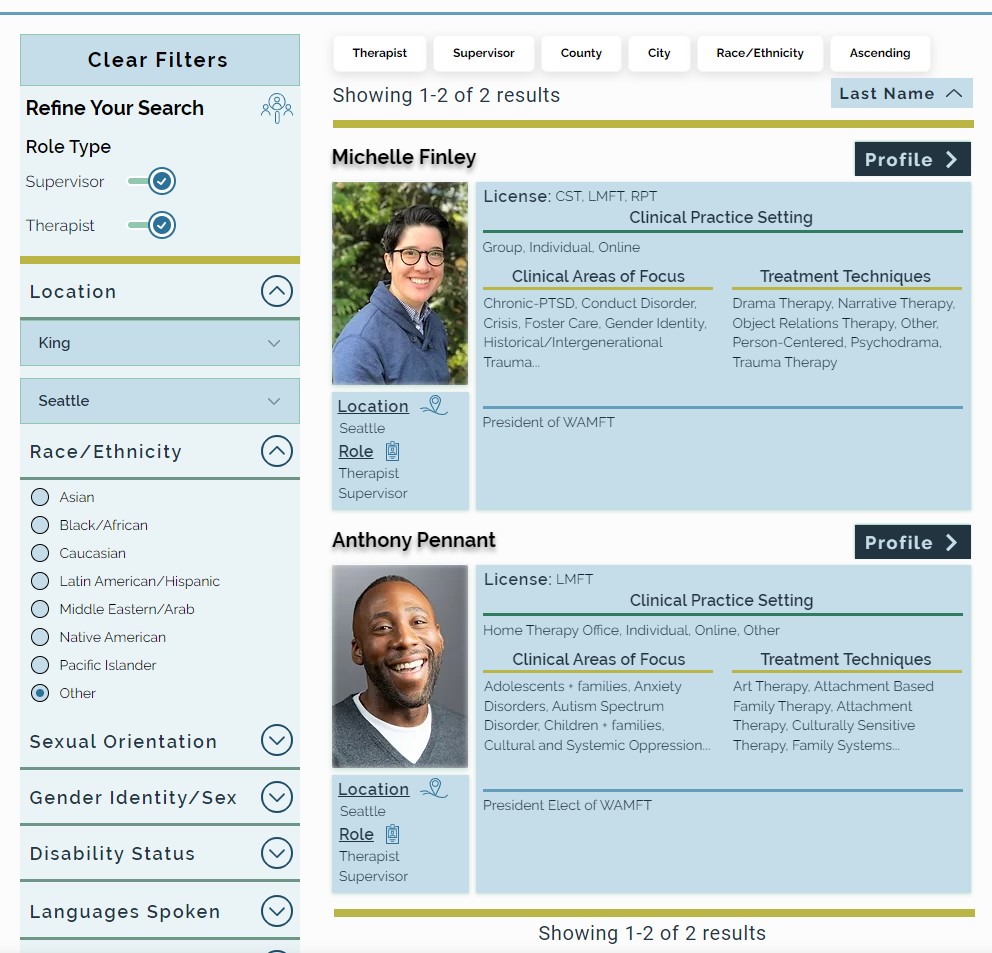 Clear Filters
Refine Your Search
Role Type
Supervisor
Therapist
Location
King
Seattle
Race/Ethnicity
Asian
Black/African
Caucasian
Latin American/Hispanic
Middle Eastern/Arab
Native American
Pacific Islander
Other
Sexual Orientation
Gender Identity/Sex
Disability Status
Languages Spoken
Therapist Supervisor County City Race/Ethnicity Ascending
Showing 1-2 of 2 results
Last Name
Michelle Finley
Profile
License: CST, LMFT, RPT
Clinical Practice Setting
Group, Individual, Online
Clinical Areas of Focus
Chronic-PTSD, Conduct Disorder,
Crisis, Foster Care, Gender Identity,
Historical/Intergenerational
Trauma...
Treatment Techniques
Drama Therapy, Narrative Therapy,
Object Relations Therapy, Other,
Person-Centered, Psychodrama,
Trauma Therapy
Location
Seattle
Role
Therapist
Supervisor
President of WAMFT
Anthony Pennant
Profile
License: LMFT
Clinical Practice Setting
Home Therapy Office, Individual, Online, Other
Clinical Areas of Focus
Adolescents + families, Anxiety
Disorders, Autism Spectrum
Disorder, Children + families,
Cultural and Systemic Oppression...
Treatment Techniques
Art Therapy, Attachment Based
Family Therapy, Attachment
Therapy, Culturally Sensitive
Therapy, Family Systems...
Location
Seattle
Role
Therapist
Supervisor
President Elect of WAMFT
Showing 1-2 of 2 results